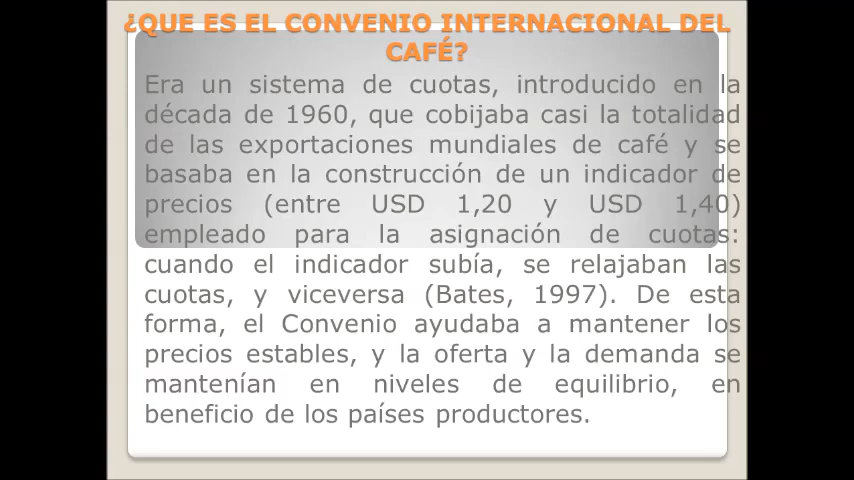 ¿QUE ES EL CONVENIO INTERNACIONAL DEL
CAFÉ?
Era un sistema de cuotas, introducido en la
década de 1960, que cobijaba casi la totalidad
de las exportaciones mundiales de café y se
basaba en la construcción de un indicador de
precios (entre USD 1,20 y USD 1,40)
empleado para la asignación de cuotas:
cuando el indicador subía, se relajaban las
cuotas, y viceversa (Bates, 1997). De esta
forma, el Convenio ayudaba a mantener los
precios estables, y la oferta y la demanda se
mantenían en niveles de equilibrio, en
beneficio de los países productores.